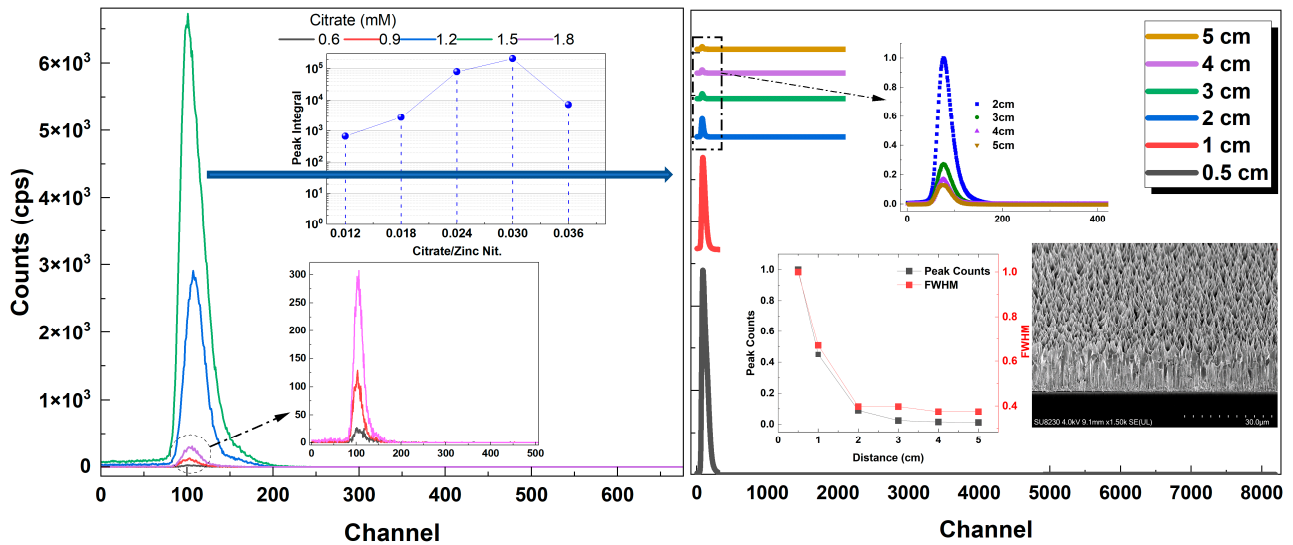 Citrate (mM)
0.6 0.9 1.2 1.5 1.8
6×10³
5×10³
4×10³
3×10³
2×10³
1×10³
0
Counts (cps)
0 100 200 300 400 500 600
Channel
10⁵
10⁴
10³
10²
10¹
10⁰
Peak Integral
0.012 0.018 0.024 0.030 0.036
Citrate/Zinc Nit.
300
250
200
150
100
50
0
0 100 200 300 400 500
5 cm
4 cm
3 cm
2 cm
1 cm
0.5 cm
1.0
0.8
0.6
0.4
0.2
0.0
2cm
3cm
4cm
5cm
0 200 400
1.0
0.8
0.6
0.4
0.2
0.0
Peak Counts
Peak Counts
FWHM
1.0
0.8
0.6
0.4
FWHM
0 1 2 3 4 5
Distance (cm)
SU8230 4.0kV 9.1mm x1.50k SE(UL)
30.0µm
0 1000 2000 3000 4000 5000 6000 7000 8000
Channel